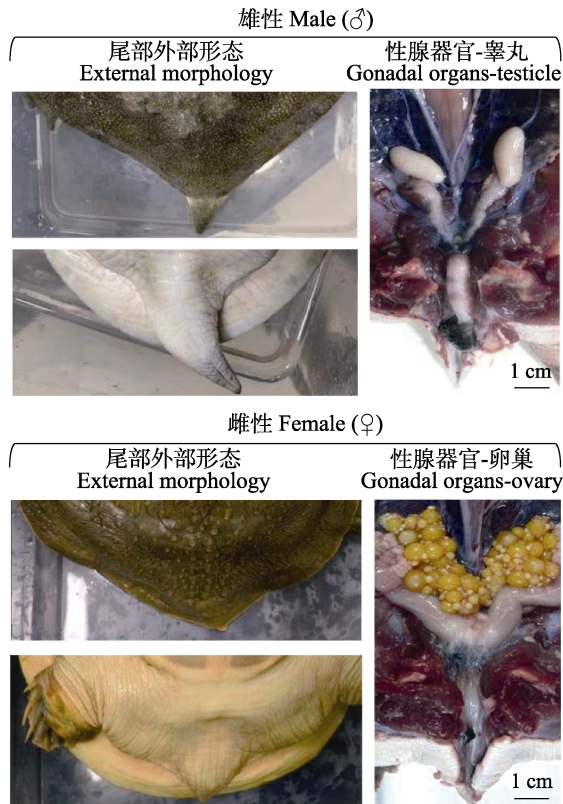 雄性 Male (♂)
尾部外部形态
External morphology
性腺器官-睾丸
Gonadal organs-testicle
1 cm
雌性 Female (♀)
尾部外部形态
External morphology
性腺器官-卵巢
Gonadal organs-ovary
1 cm